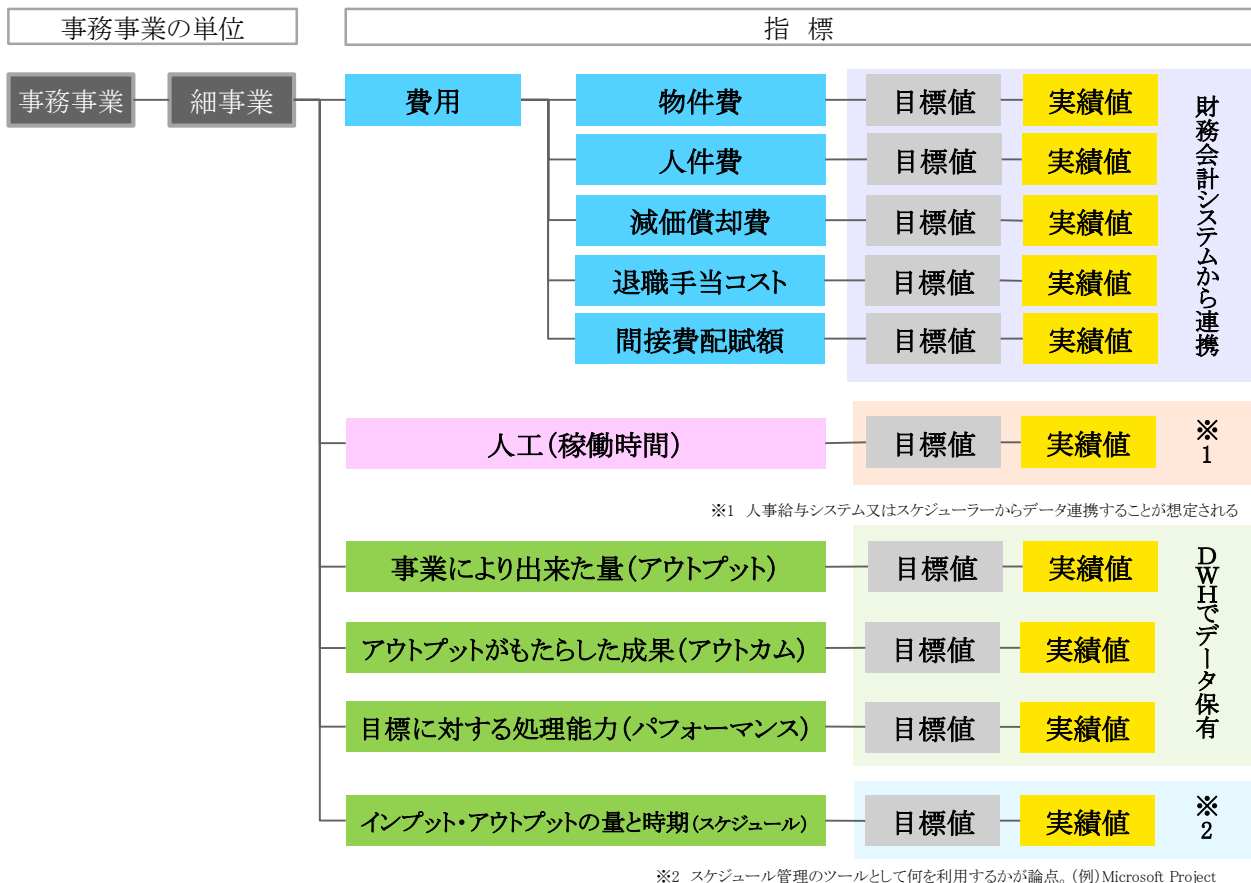 事務事業の単位
指 標
事務事業
細事業
費用
物件費
目標値
実績値
人件費
目標値
実績値
減価償却費
目標値
実績値
退職手当コスト
目標値
実績値
間接費配賦額
目標値
実績値
財務会計システムから連携
人工(稼働時間)
目標値
実績値
※1
※1 人事給与システム又はスケジューラーからデータ連携することが想定される
事業により出来た量(アウトプット)
目標値
実績値
アウトプットがもたらした成果(アウトカム)
目標値
実績値
目標に対する処理能力(パフォーマンス)
目標値
実績値
DWHでデータ保有
インプット・アウトプットの量と時期(スケジュール)
目標値
実績値
※2
※2 スケジュール管理のツールとして何を利用するかが論点。(例)Microsoft Project